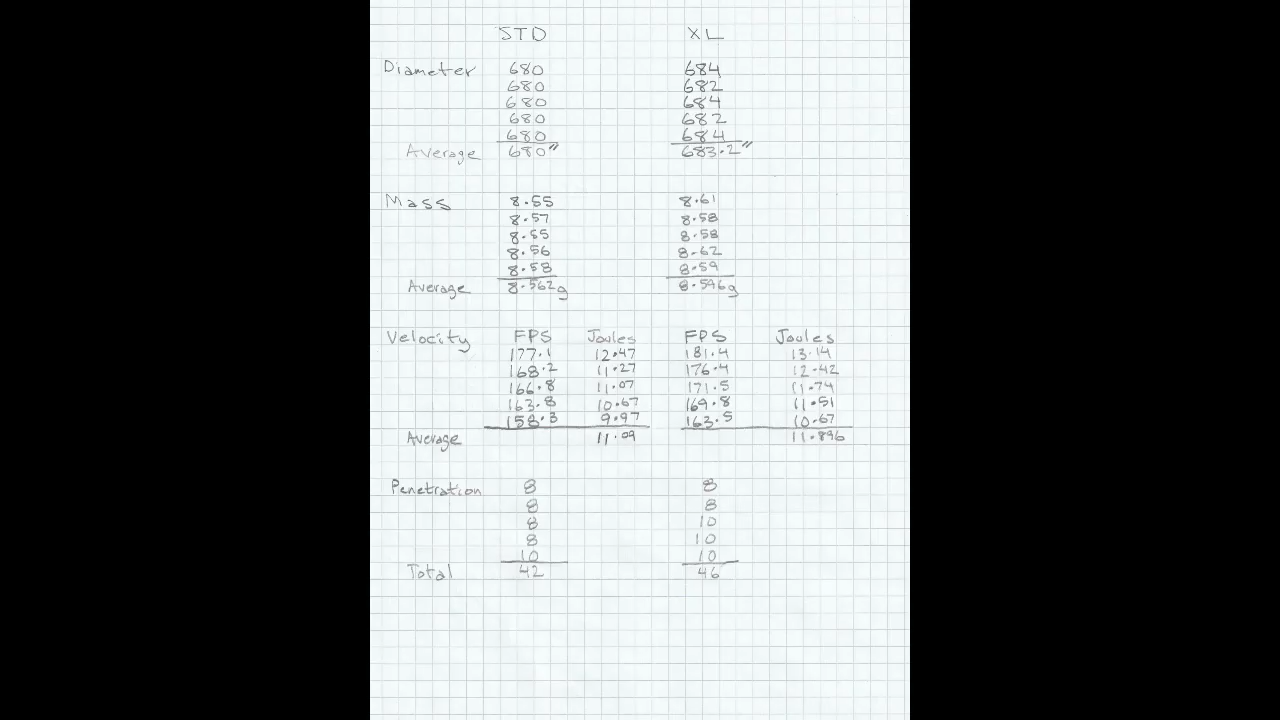 STD XL
Diameter 680 684
680 682
680 684
680 682
680 684
Average 680" 683.2"
Mass 8.55 8.61
8.57 8.58
8.55 8.58
8.56 8.62
8.58 8.59
Average 8.562g 8.596g
Velocity FPS Joules FPS Joules
177.1 12.47 181.4 13.14
168.2 11.27 176.4 12.42
166.8 11.07 171.5 11.74
163.8 10.67 169.8 11.51
158.3 9.97 163.5 10.67
Average 11.09 11.896
Penetration 8 8
8 8
8 10
8 10
10 10
Total 42 46